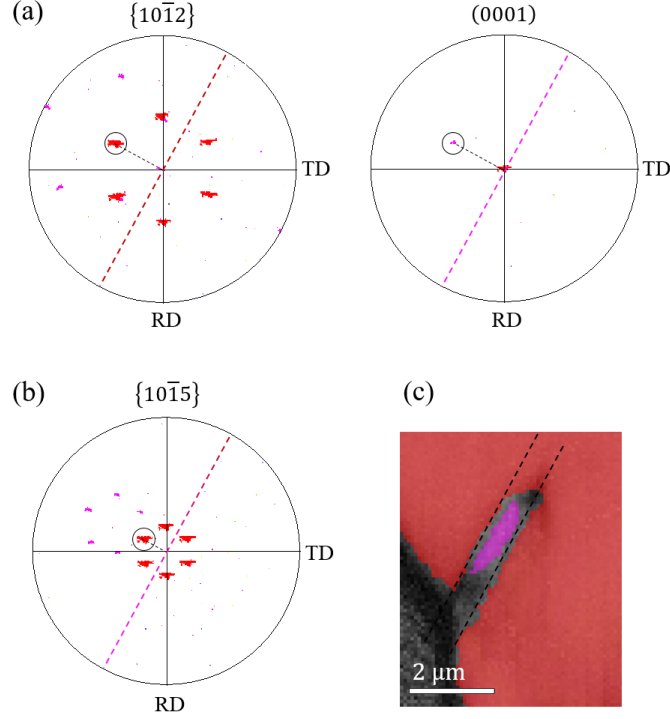 (a)
{101̅2}
(0001)
TD
TD
RD
RD
(b)
{101̅5}
(c)
TD
RD
2 μm